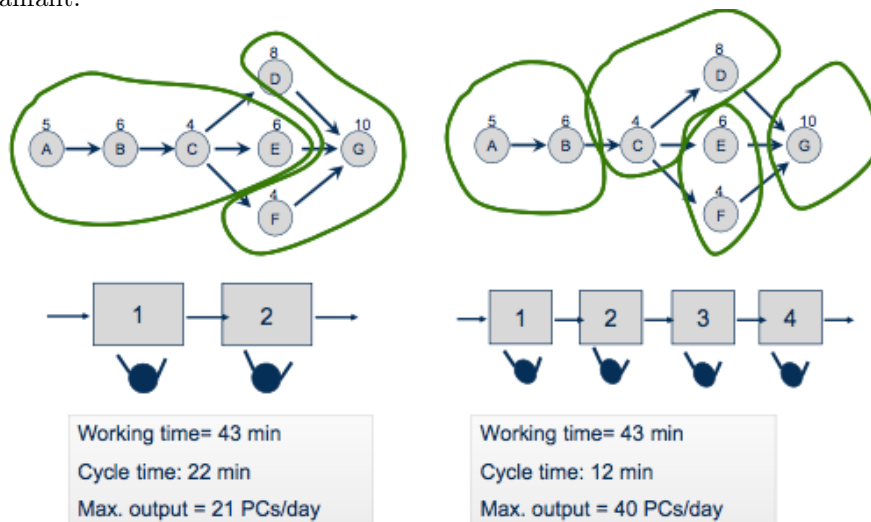 8
D
5
6
4
6
10
A
B
C
E
G
4
F
8
D
5
6
4
6
10
A
B
C
E
G
4
F
1
2
1
2
3
4
Working time= 43 min
Cycle time: 22 min
Max. output = 21 PCs/day
Working time= 43 min
Cycle time: 12 min
Max. output = 40 PCs/day